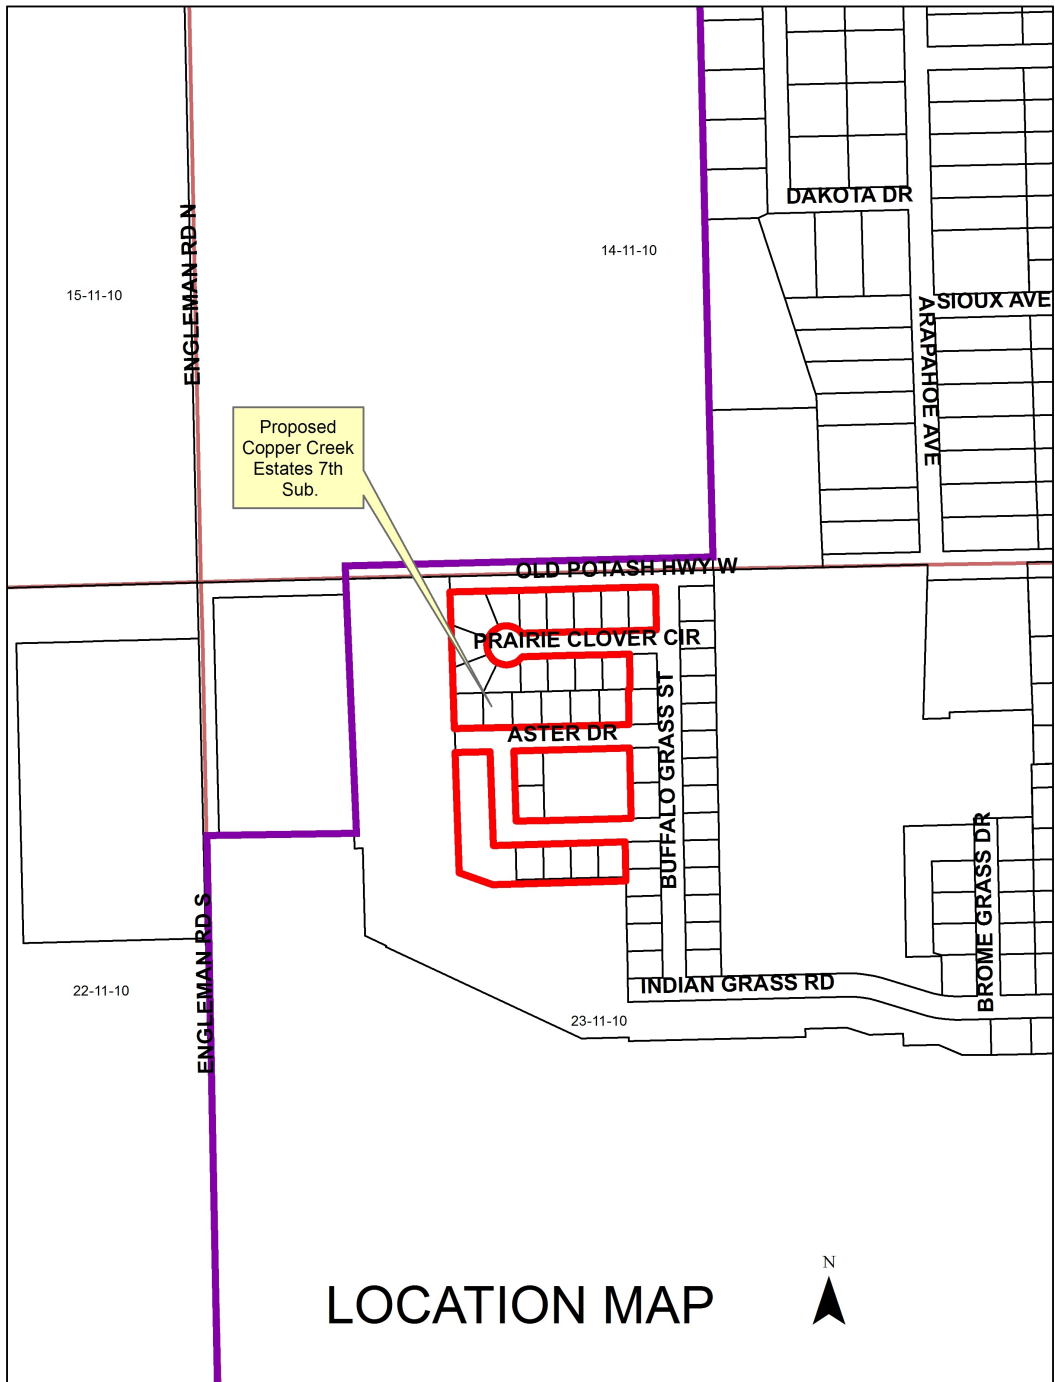 DAKOTA DR
ENGLEMAN RD N
14-11-10
15-11-10
SIOUX AVE
ARAPAHOE AVE
Proposed
Copper Creek
Estates 7th
Sub.
OLD POTASH HWY W
PRAIRIE CLOVER CIR
BUFFALO GRASS ST
ASTER DR
BROME GRASS DR
ENGLEMAN RD S
INDIAN GRASS RD
22-11-10
23-11-10
N
LOCATION MAP